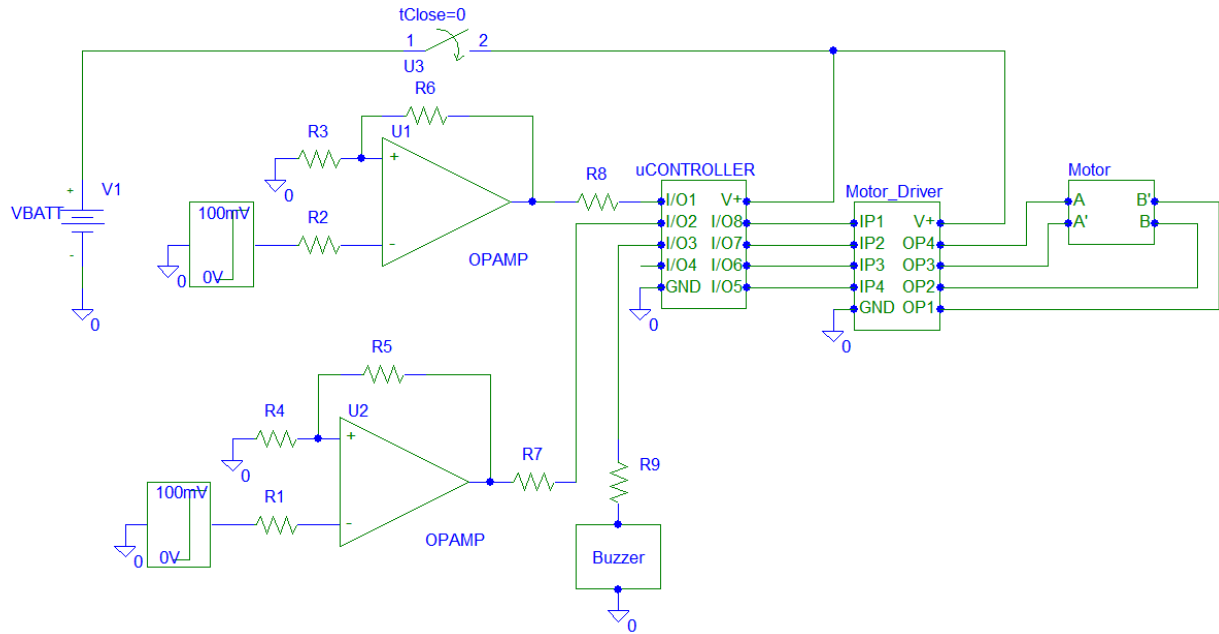 tClose=0
1
2
U3
R6
R3
U1
+
0
R8
uCONTROLLER
Motor
V1
+
VBATT
-
0
100mV
0V
0
R2
-
OPAMP
I/O1
V+
I/O2
I/O8
I/O3
I/O7
I/O4
I/O6
GND
I/O5
0
Motor_Driver
IP1
V+
IP2
OP4
IP3
OP3
IP4
OP2
GND
OP1
0
A
B'
A'
B
R5
R4
U2
+
0
R7
R9
100mV
0V
0
R1
-
OPAMP
Buzzer
0